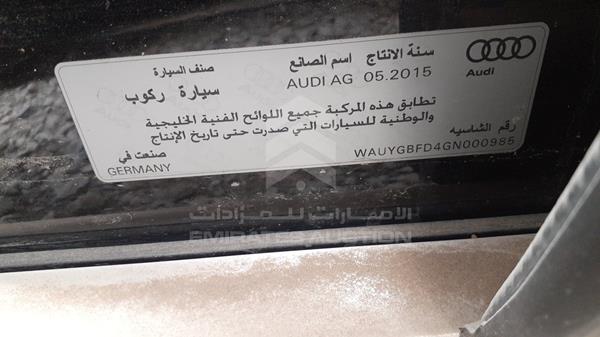 Audi
سنة الانتاج اسم الصانع صنف السيارة
AUDI AG 05.2015 سيارة ركوب
تطابق هذه المركبة جميع اللوائح الفنية الخليجية
والوطنية للسيارات التي صدرت حتى تاريخ الإنتاج
رقم الشاسيه WAUYGBFD4GN000985
صنعت في
GERMANY
الإمارات للمزادات
EMIRATES AUCTION